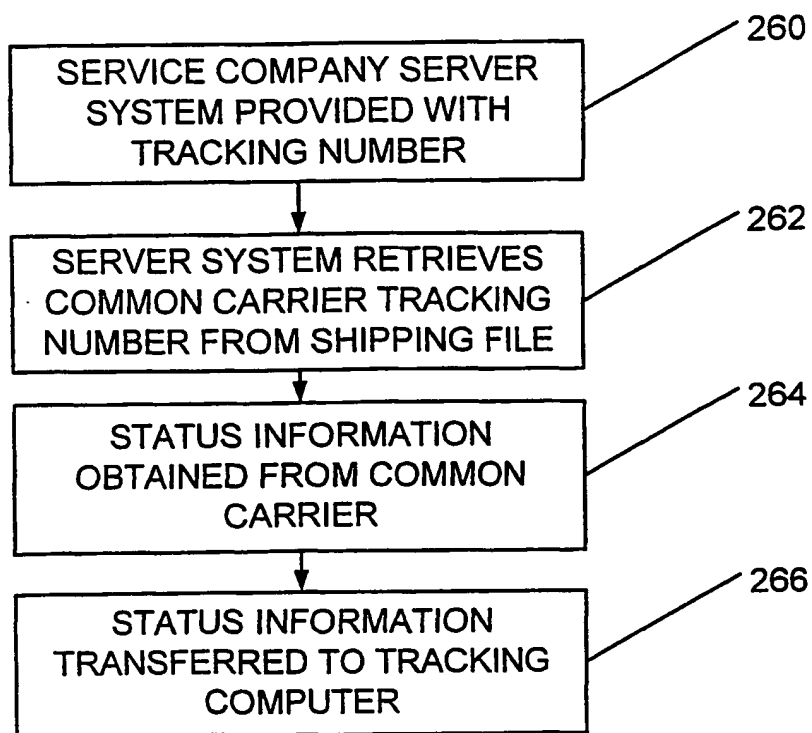 260
SERVICE COMPANY SERVER
SYSTEM PROVIDED WITH
TRACKING NUMBER
262
SERVER SYSTEM RETRIEVES
COMMON CARRIER TRACKING
NUMBER FROM SHIPPING FILE
264
STATUS INFORMATION
OBTAINED FROM COMMON
CARRIER
266
STATUS INFORMATION
TRANSFERRED TO TRACKING
COMPUTER